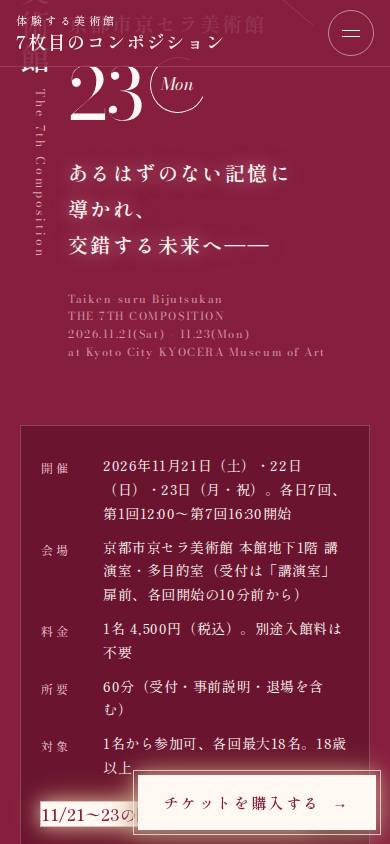 体験する美術館
7枚目のコンポジション
京都市京セラ美術館
館
The 7th Composition
23
Mon
あるはずのない記憶に
導かれ、
交錯する未来へ――
Taiken-suru Bijutsukan
THE 7TH COMPOSITION
2026.11.21(Sat) - 11.23(Mon)
at Kyoto City KYOCERA Museum of Art
開催
2026年11月21日（土）・22日
（日）・23日（月・祝）。各日7回、
第1回12:00〜第7回16:30開始
会場
京都市京セラ美術館 本館地下1階 講
演室・多目的室（受付は「講演室」
扉前、各回開始の10分前から）
料金
1名 4,500円（税込）。別途入館料は
不要
所要
60分（受付・事前説明・退場を含
む）
対象
1名から参加可、各回最大18名。18歳
以上
チケットを購入する →
11/21〜23の